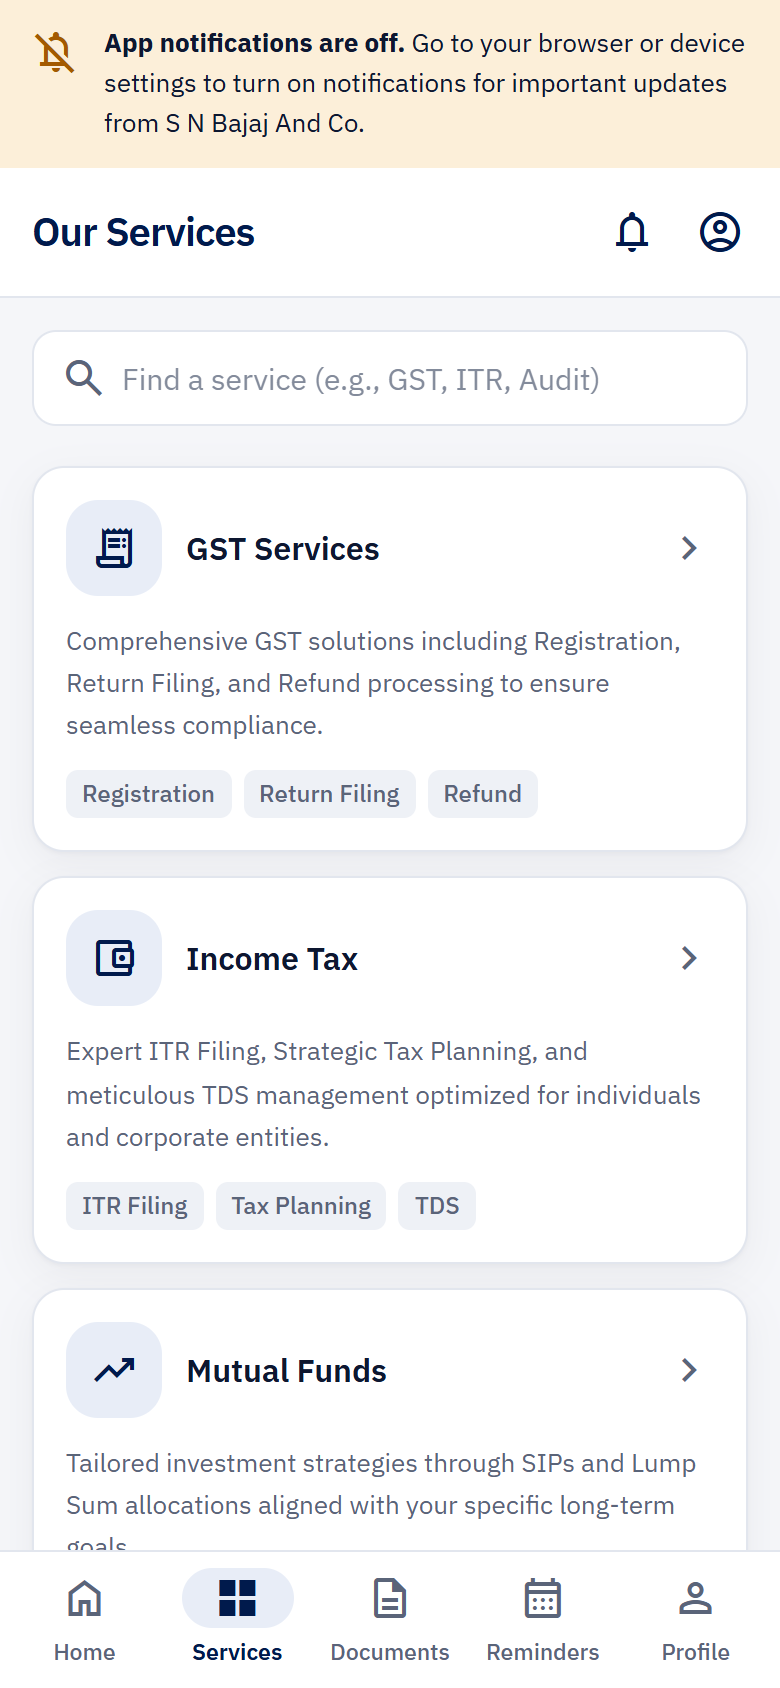 App notifications are off. Go to your browser or device
settings to turn on notifications for important updates
from S N Bajaj And Co.
Our Services
Find a service (e.g., GST, ITR, Audit)
GST Services
Comprehensive GST solutions including Registration,
Return Filing, and Refund processing to ensure
seamless compliance.
Registration Return Filing Refund
Income Tax
Expert ITR Filing, Strategic Tax Planning, and
meticulous TDS management optimized for individuals
and corporate entities.
ITR Filing Tax Planning TDS
Mutual Funds
Tailored investment strategies through SIPs and Lump
Sum allocations aligned with your specific long-term
goals
Home Services Documents Reminders Profile